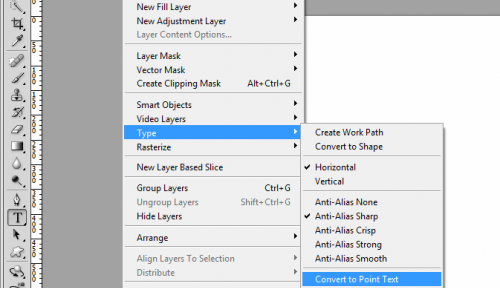 New Fill Layer
New Adjustment Layer
Layer Content Options...
Layer Mask
Vector Mask
Create Clipping Mask Alt+Ctrl+G
Smart Objects
Video Layers
Type
Rasterize
New Layer Based Slice
Group Layers Ctrl+G
Ungroup Layers Shift+Ctrl+G
Hide Layers
Arrange
Align Layers To Selection
Distribute
Create Work Path
Convert to Shape
Horizontal
Vertical
Anti-Alias None
Anti-Alias Sharp
Anti-Alias Crisp
Anti-Alias Strong
Anti-Alias Smooth
Convert to Point Text